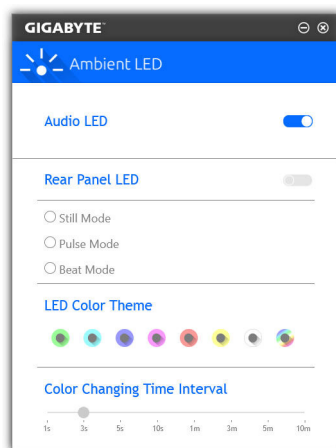 GIGABYTE™
Ambient LED
Audio LED
Rear Panel LED
Still Mode
Pulse Mode
Beat Mode
LED Color Theme
Color Changing Time Interval
1s 3s 5s 10s 1m 3m 5m 10m